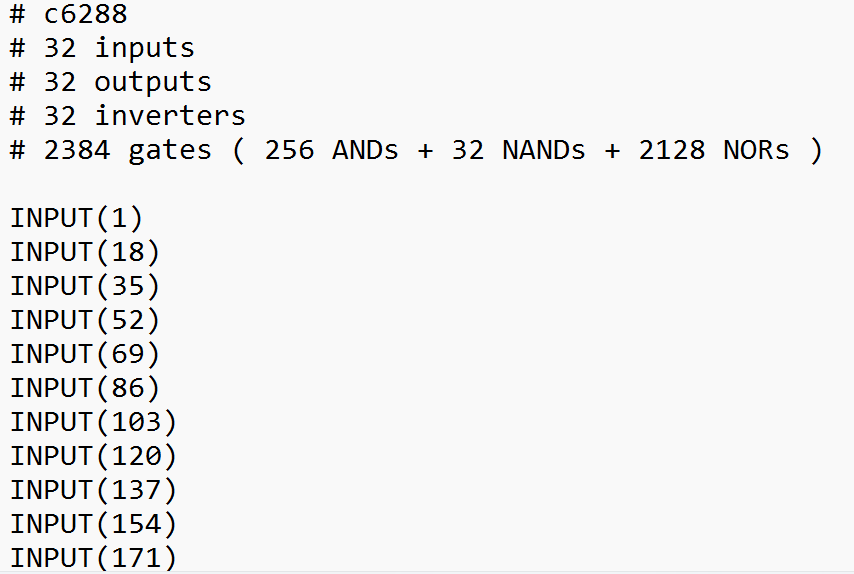 # c6288
# 32 inputs
# 32 outputs
# 32 inverters
# 2384 gates ( 256 ANDs + 32 NANDs + 2128 NORs )
INPUT(1)
INPUT(18)
INPUT(35)
INPUT(52)
INPUT(69)
INPUT(86)
INPUT(103)
INPUT(120)
INPUT(137)
INPUT(154)
INPUT(171)